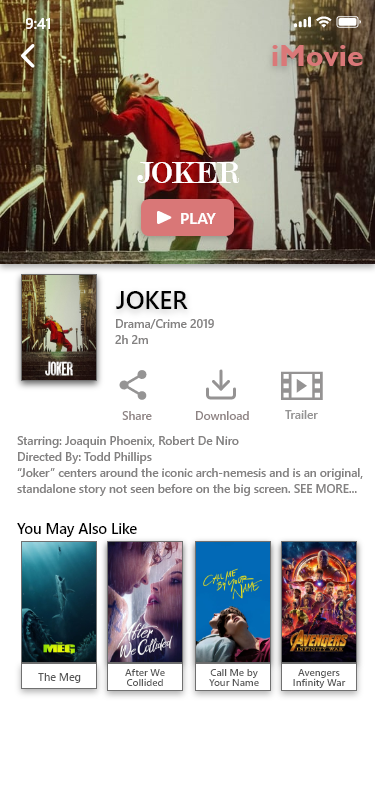 9:41
iMovie
JOKER
PLAY
JOKER
JOKER
Drama/Crime 2019
2h 2m
Share
Download
Trailer
Starring: Joaquin Phoenix, Robert De Niro
Directed By: Todd Phillips
“Joker” centers around the iconic arch-nemesis and is an original,
standalone story not seen before on the big screen. SEE MORE...
You May Also Like
THE
MEG
After
We Collided
CALL ME
BY YOUR
NAME
AVENGERS
INFINITY WAR
The Meg
After We
Collided
Call Me by
Your Name
Avengers
Infinity War